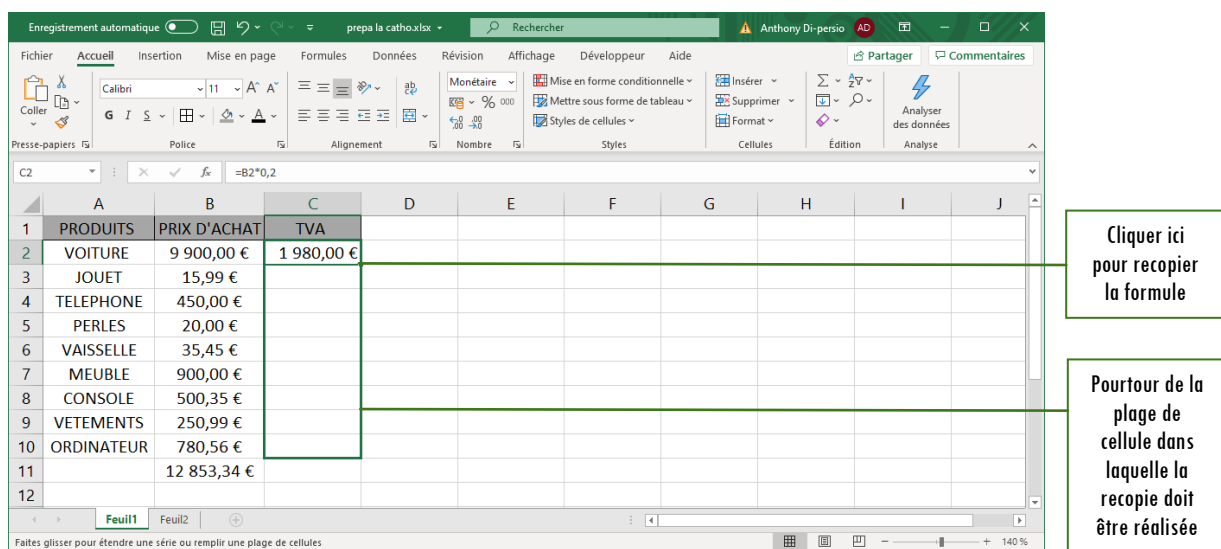 Enregistrement automatique prepa la catho.xlsx Rechercher Anthony Di-persio AD
Fichier Accueil Insertion Mise en page Formules Données Révision Affichage Développeur Aide Partager Commentaires
Coller Calibri 11 A^ A˅ ab Monétaire Mise en forme conditionnelle Insérer Σ AZ
G I S A % 000 Mettre sous forme de tableau Supprimer Analyser des données
,00 ,00 Styles de cellules Format
Presse-papiers Police Alignement Nombre Styles Cellules Édition Analyse
C2 fx =B2*0,2
A B C D E F G H I J
1 PRODUITS PRIX D'ACHAT TVA
2 VOITURE 9 900,00 € 1 980,00 €
3 JOUET 15,99 €
4 TELEPHONE 450,00 €
5 PERLES 20,00 €
6 VAISSELLE 35,45 €
7 MEUBLE 900,00 €
8 CONSOLE 500,35 €
9 VETEMENTS 250,99 €
10 ORDINATEUR 780,56 €
11 12 853,34 €
12
Feuil1 Feuil2
Faites glisser pour étendre une série ou remplir une plage de cellules 140 %
Cliquer ici
pour recopier
la formule
Pourtour de la
plage de
cellule dans
laquelle la
recopie doit
être réalisée